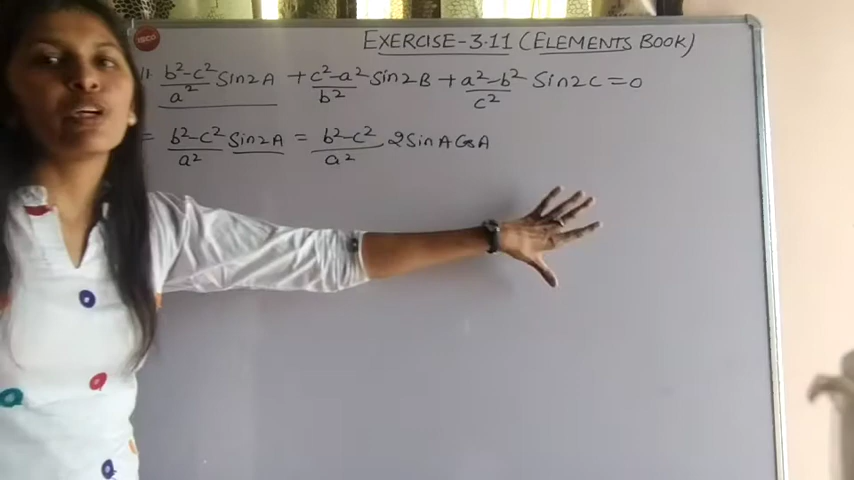 EXERCISE-3.11 (ELEMENTS BOOK)
11. b²-c²/a² Sin2A + c²-a²/b² Sin2B + a²-b²/c² Sin2C = 0
= b²-c²/a² Sin2A = b²-c²/a² 2SinA CosA